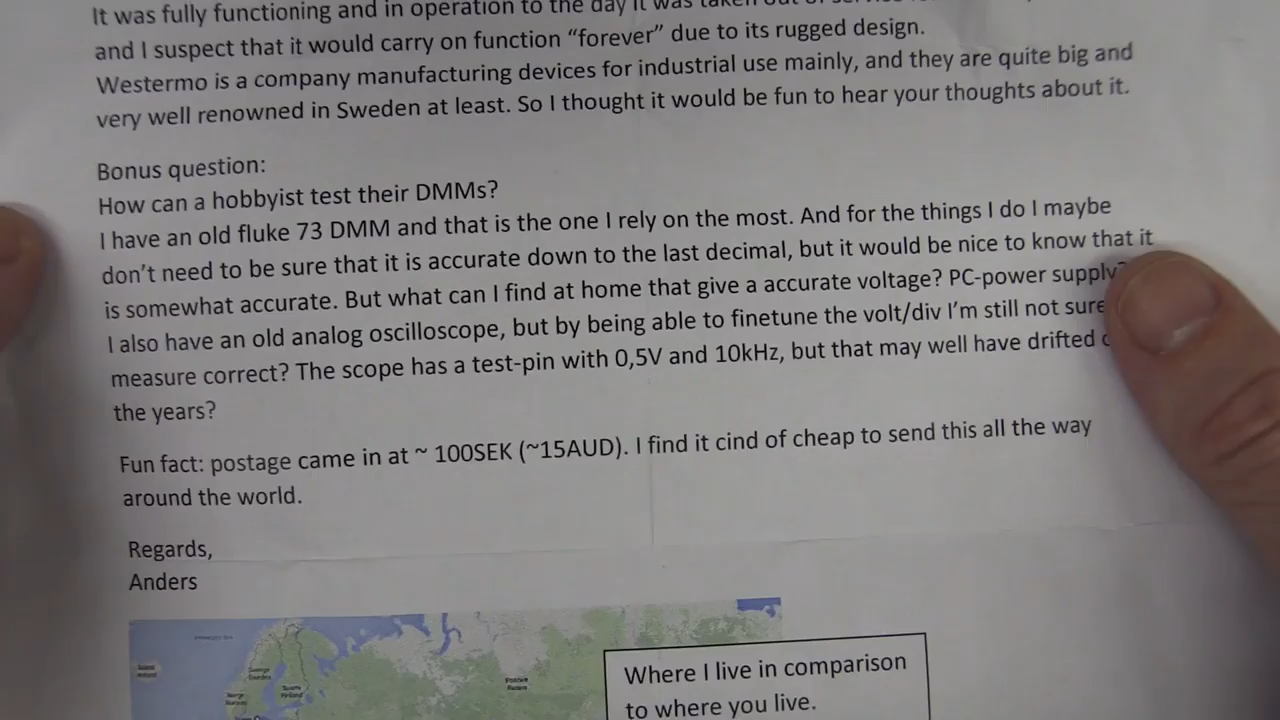 It was fully functioning and in operation to the day it was taken out of service
and I suspect that it would carry on function “forever” due to its rugged design.
Westermo is a company manufacturing devices for industrial use mainly, and they are quite big and
very well renowned in Sweden at least. So I thought it would be fun to hear your thoughts about it.
Bonus question:
How can a hobbyist test their DMMs?
I have an old fluke 73 DMM and that is the one I rely on the most. And for the things I do I maybe
don’t need to be sure that it is accurate down to the last decimal, but it would be nice to know that it
is somewhat accurate. But what can I find at home that give a accurate voltage? PC-power supply?
I also have an old analog oscilloscope, but by being able to finetune the volt/div I’m still not sure
measure correct? The scope has a test-pin with 0,5V and 10kHz, but that may well have drifted
the years?
Fun fact: postage came in at ~ 100SEK (~15AUD). I find it cind of cheap to send this all the way
around the world.
Regards,
Anders
Where I live in comparison
to where you live.